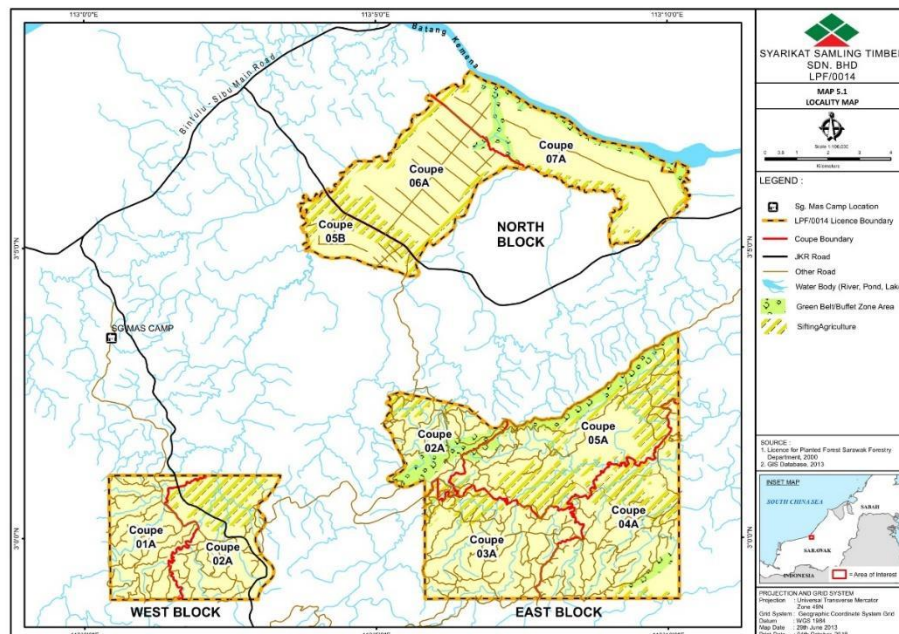 113°0'0"E
113°5'0"E
113°10'0"E
Batang Kemena
Bintulu - Sibu Main Road
Coupe
07A
Coupe
06A
Coupe
05B
NORTH
BLOCK
3°5'0"N
3°5'0"N
SG MAS CAMP
Coupe
02A
Coupe
05A
Coupe
01A
Coupe
02A
Coupe
03A
Coupe
04A
3°0'0"N
3°0'0"N
WEST BLOCK
EAST BLOCK
SYARIKAT SAMLING TIMBER
SDN. BHD
LPF/0014
MAP 5.1
LOCALITY MAP
Kilometers
LEGEND :
Sg. Mas Camp Location
LPF/0014 Licence Boundary
Coupe Boundary
JKR Road
Other Road
Water Body (River, Pond, Lake
Green Belt/Buffet Zone Area
SiftingAgriculture
SOURCE :
1. Licence for Planted Forest Sarawak Forestry
Department, 2000
2. GIS Database, 2013
INSET MAP
SOUTH CHINA SEA
SABAH
SARAWAK
INDONESIA
= Area of Interest
PROJECTION AND GRID SYSTEM
Projection : Universal Transverse Mercator
Zone 49N
Grid System : Geographic Coordinate System Grid
Datum : WGS 1984
Map Date : 29th June 2013